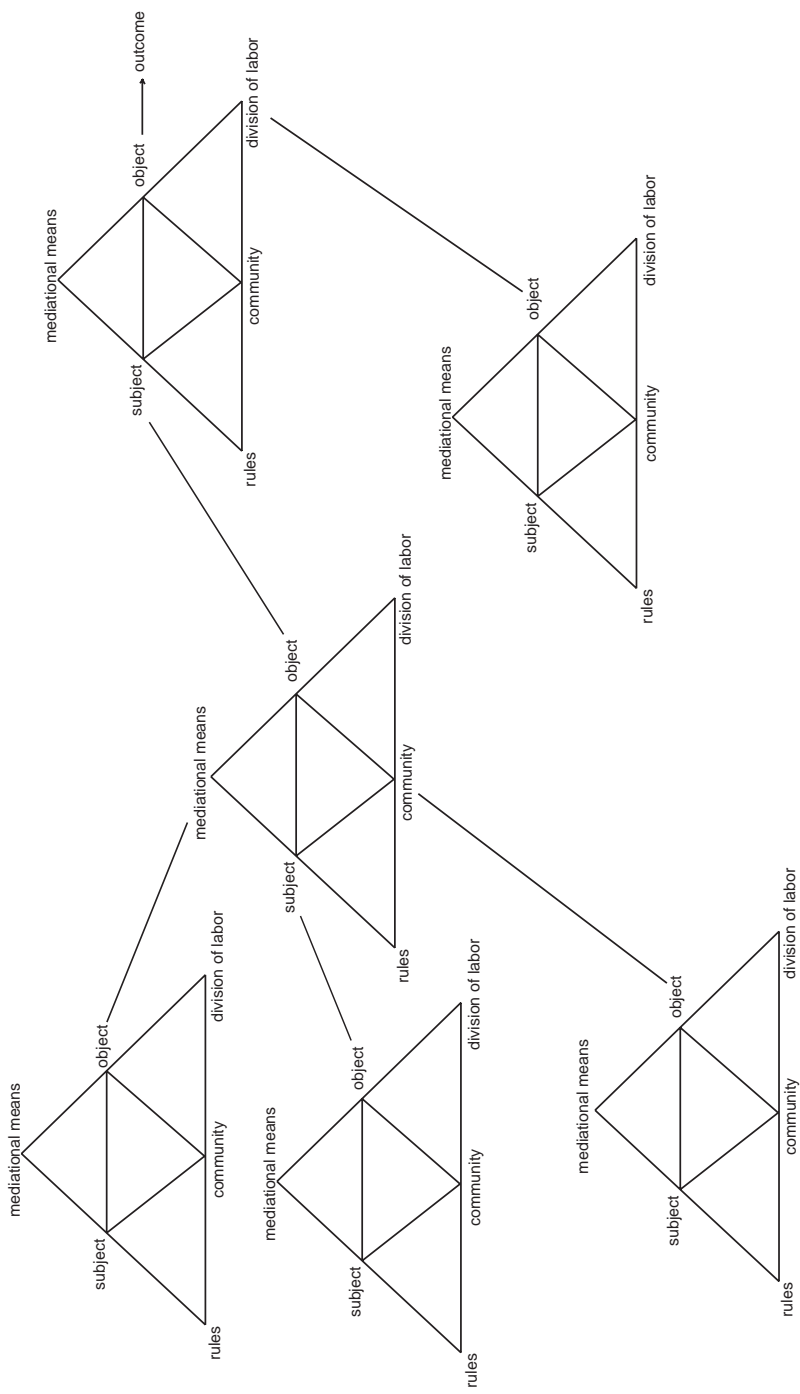 mediational means
object
outcome
subject
rules
community
division of labor
mediational means
subject
object
rules
community
division of labor
mediational means
subject
object
rules
community
division of labor
mediational means
subject
object
rules
community
division of labor
mediational means
subject
object
rules
community
division of labor
mediational means
subject
object
rules
community
division of labor